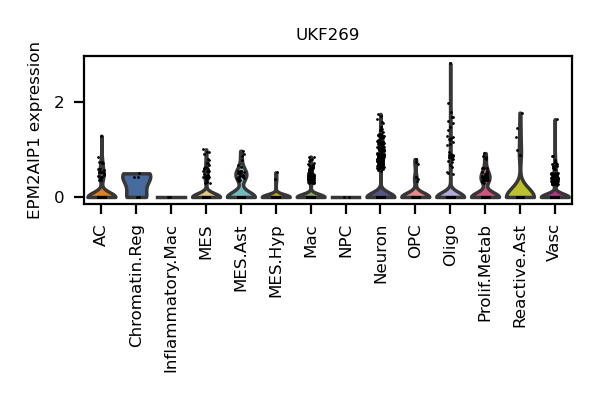 UKF269
EPM2AIP1 expression
2
0
AC
Chromatin.Reg
Inflammatory.Mac
MES
MES.Ast
MES.Hyp
Mac
NPC
Neuron
OPC
Oligo
Prolif.Metab
Reactive.Ast
Vasc